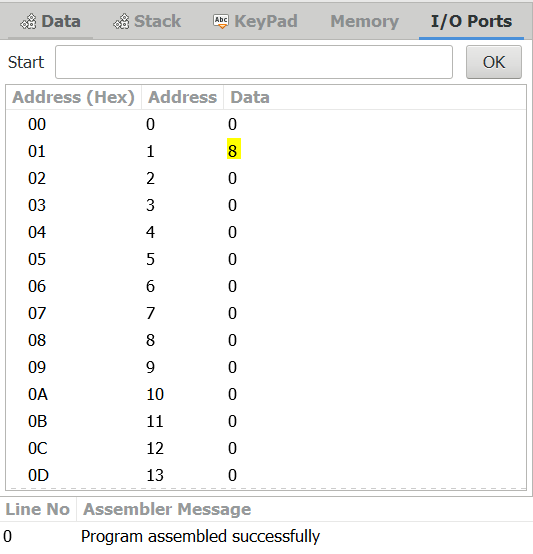 Data Stack Abc KeyPad Memory I/O Ports
Start OK
Address (Hex) Address Data
00 0 0
01 1 8
02 2 0
03 3 0
04 4 0
05 5 0
06 6 0
07 7 0
08 8 0
09 9 0
0A 10 0
0B 11 0
0C 12 0
0D 13 0
Line No Assembler Message
0 Program assembled successfully